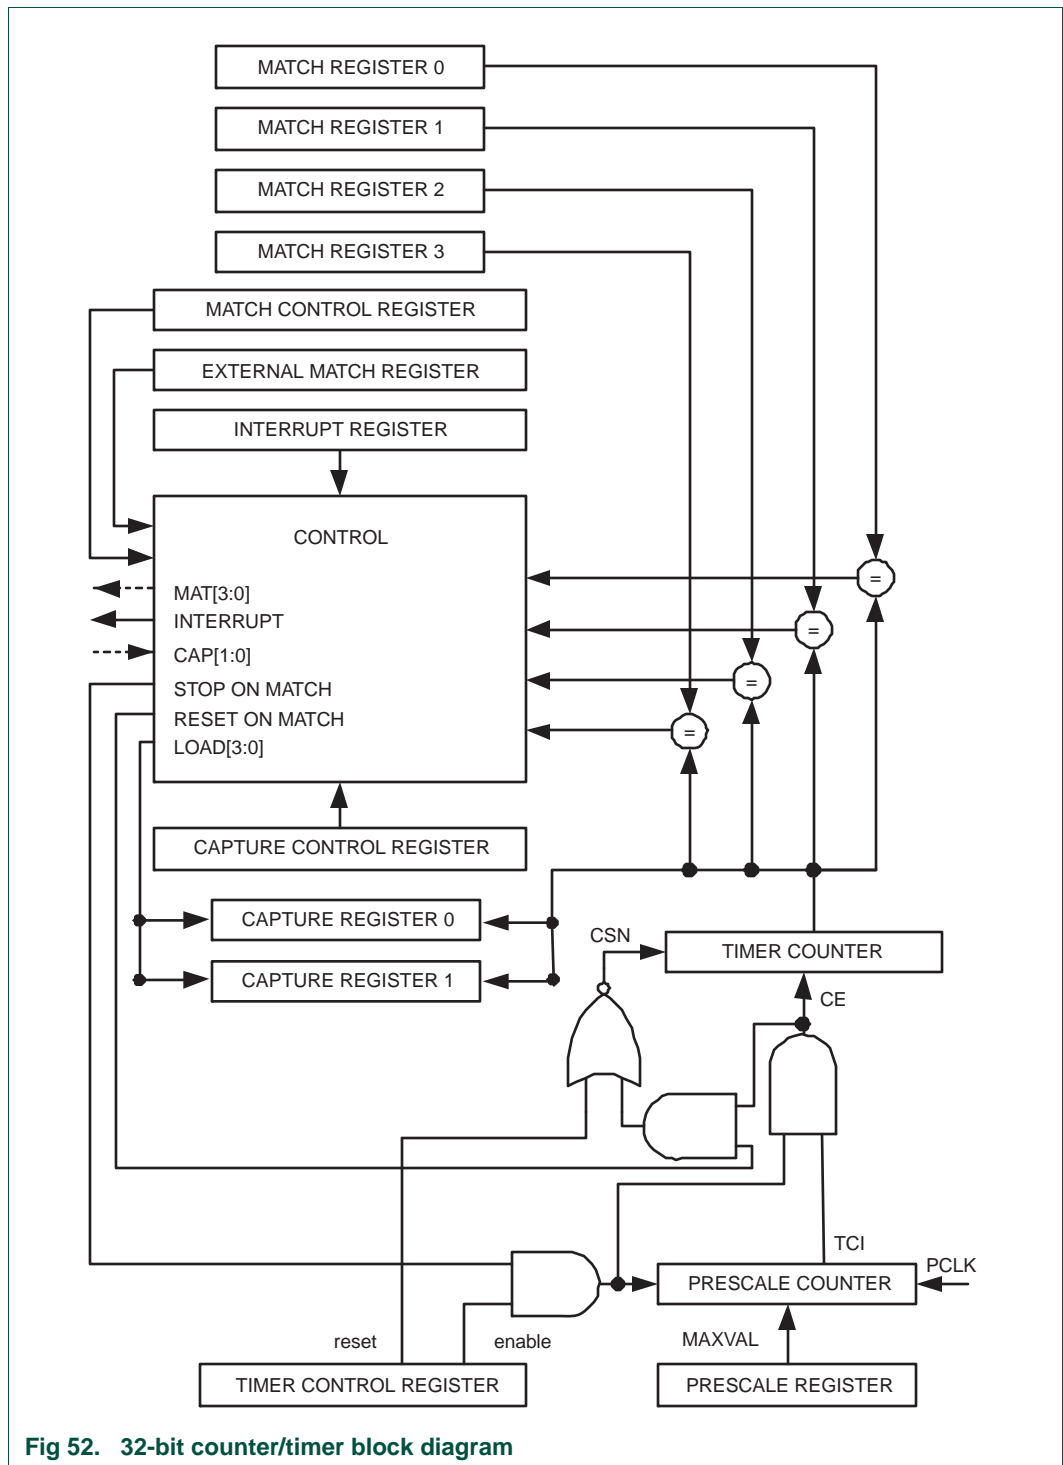 MATCH REGISTER 0
MATCH REGISTER 1
MATCH REGISTER 2
MATCH REGISTER 3
MATCH CONTROL REGISTER
EXTERNAL MATCH REGISTER
INTERRUPT REGISTER
CONTROL
=
MAT[3:0]
INTERRUPT
=
CAP[1:0]
STOP ON MATCH
=
RESET ON MATCH
=
LOAD[3:0]
CAPTURE CONTROL REGISTER
CAPTURE REGISTER 0
CSN
TIMER COUNTER
CAPTURE REGISTER 1
CE
TCI
PCLK
PRESCALE COUNTER
reset
enable
MAXVAL
TIMER CONTROL REGISTER
PRESCALE REGISTER
Fig 52. 32-bit counter/timer block diagram